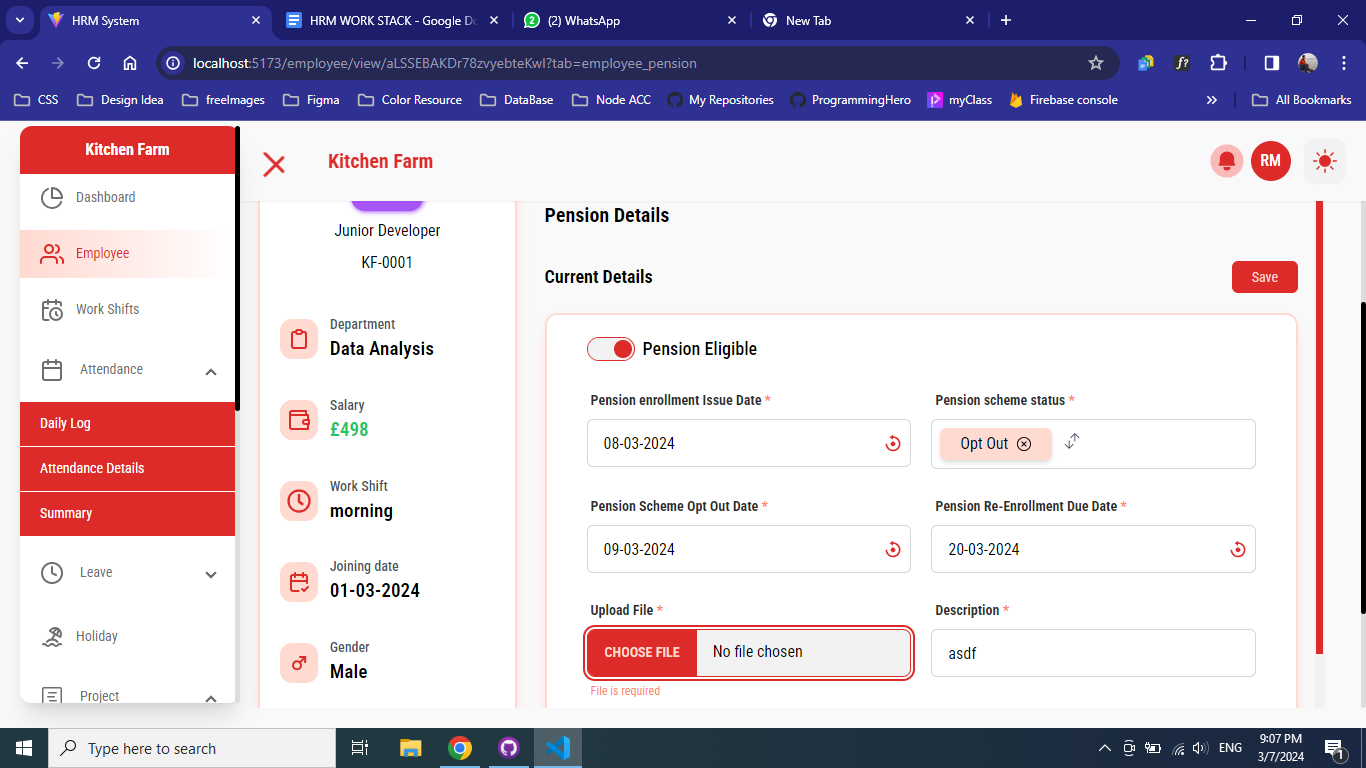 HRM System
HRM WORK STACK - Google Do
2
(2) WhatsApp
New Tab
localhost:5173/employee/view/aLSSEBAKDr78zvyebteKwl?tab=employee_pension
f?
CSS
Design Idea
freeImages
Figma
Color Resource
DataBase
Node ACC
My Repositories
ProgrammingHero
myClass
Firebase console
»
All Bookmarks
Kitchen Farm
Dashboard
Employee
Work Shifts
Attendance
Daily Log
Attendance Details
Summary
Leave
Holiday
Project
Kitchen Farm
RM
Junior Developer
KF-0001
Department
Data Analysis
Salary
£498
Work Shift
morning
Joining date
01-03-2024
Gender
Male
Pension Details
Current Details
Save
Pension Eligible
Pension enrollment Issue Date *
08-03-2024
Pension scheme status *
Opt Out
Pension Scheme Opt Out Date *
09-03-2024
Pension Re-Enrollment Due Date *
20-03-2024
Upload File *
CHOOSE FILE
No file chosen
File is required
Description *
asdf
Type here to search
ENG
9:07 PM
3/7/2024
1